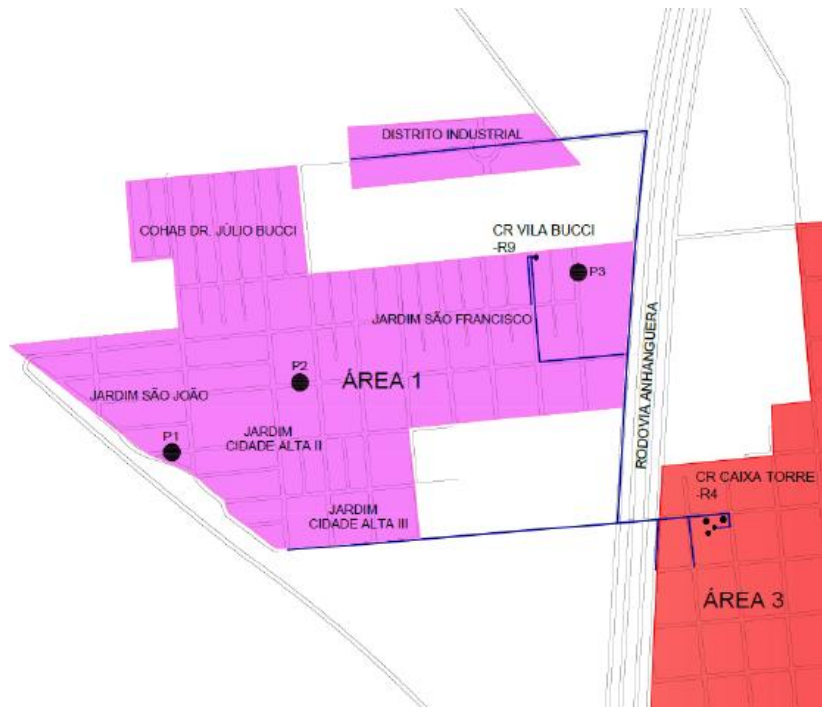 DISTRITO INDUSTRIAL
COHAB DR. JÚLIO BUCCI
CR VILA BUCCI
-R9
P3
JARDIM SÃO FRANCISCO
RODOVIA ANHANGUERA
P2
ÁREA 1
JARDIM SÃO JOÃO
P1
JARDIM
CIDADE ALTA II
JARDIM
CIDADE ALTA III
CR CAIXA TORRE
-R4
ÁREA 3